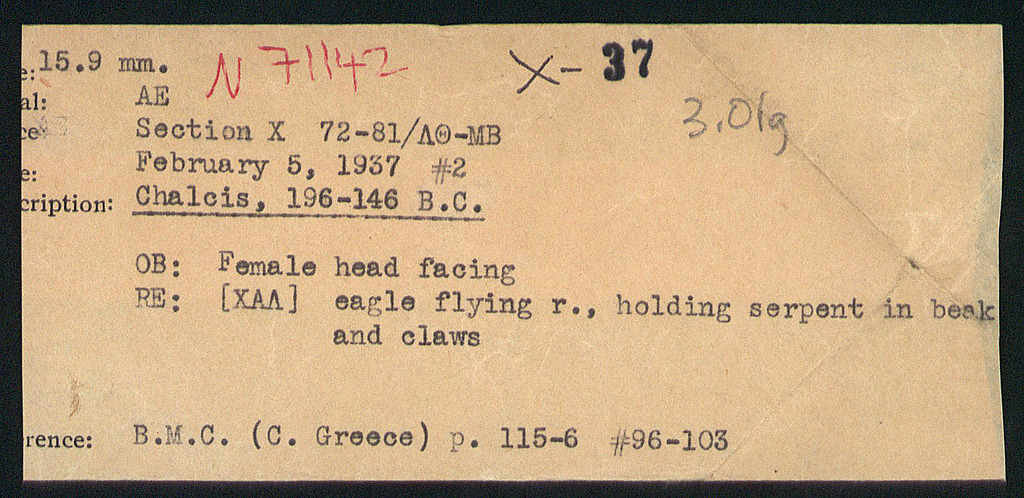 e: 15.9 mm. N 71142 X- 37
al: AE 3.01g
ce Section X 72-81/ΛΘ-ΜΒ
e: February 5, 1937 #2
cription: Chalcis, 196-146 B.C.
OB: Female head facing
RE: [ΧΑΛ] eagle flying r., holding serpent in beak
and claws
rence: B.M.C. (C. Greece) p. 115-6 #96-103